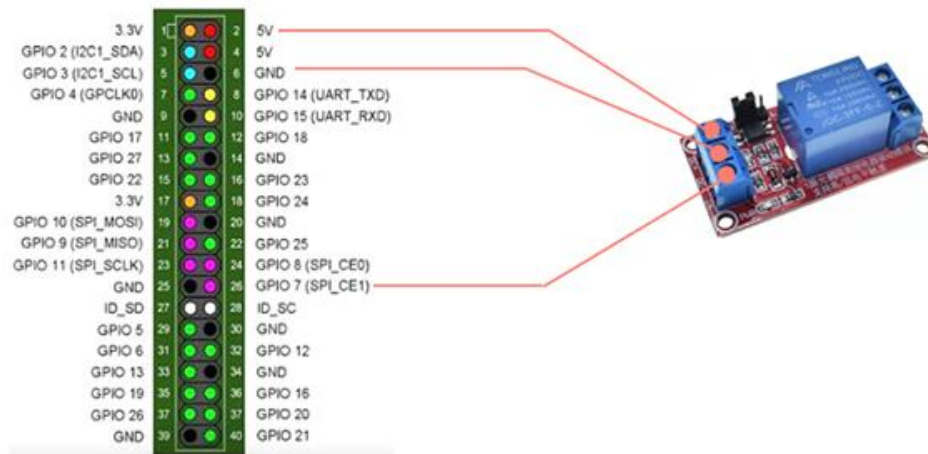 3.3V 1 2 5V
GPIO 2 (I2C1_SDA) 3 4 5V
GPIO 3 (I2C1_SCL) 5 6 GND
GPIO 4 (GPCLK0) 7 8 GPIO 14 (UART_TXD)
GND 9 10 GPIO 15 (UART_RXD)
GPIO 17 11 12 GPIO 18
GPIO 27 13 14 GND
GPIO 22 15 16 GPIO 23
3.3V 17 18 GPIO 24
GPIO 10 (SPI_MOSI) 19 20 GND
GPIO 9 (SPI_MISO) 21 22 GPIO 25
GPIO 11 (SPI_SCLK) 23 24 GPIO 8 (SPI_CE0)
GND 25 26 GPIO 7 (SPI_CE1)
ID_SD 27 28 ID_SC
GPIO 5 29 30 GND
GPIO 6 31 32 GPIO 12
GPIO 13 33 34 GND
GPIO 19 35 36 GPIO 16
GPIO 26 37 37 GPIO 20
GND 39 40 GPIO 21